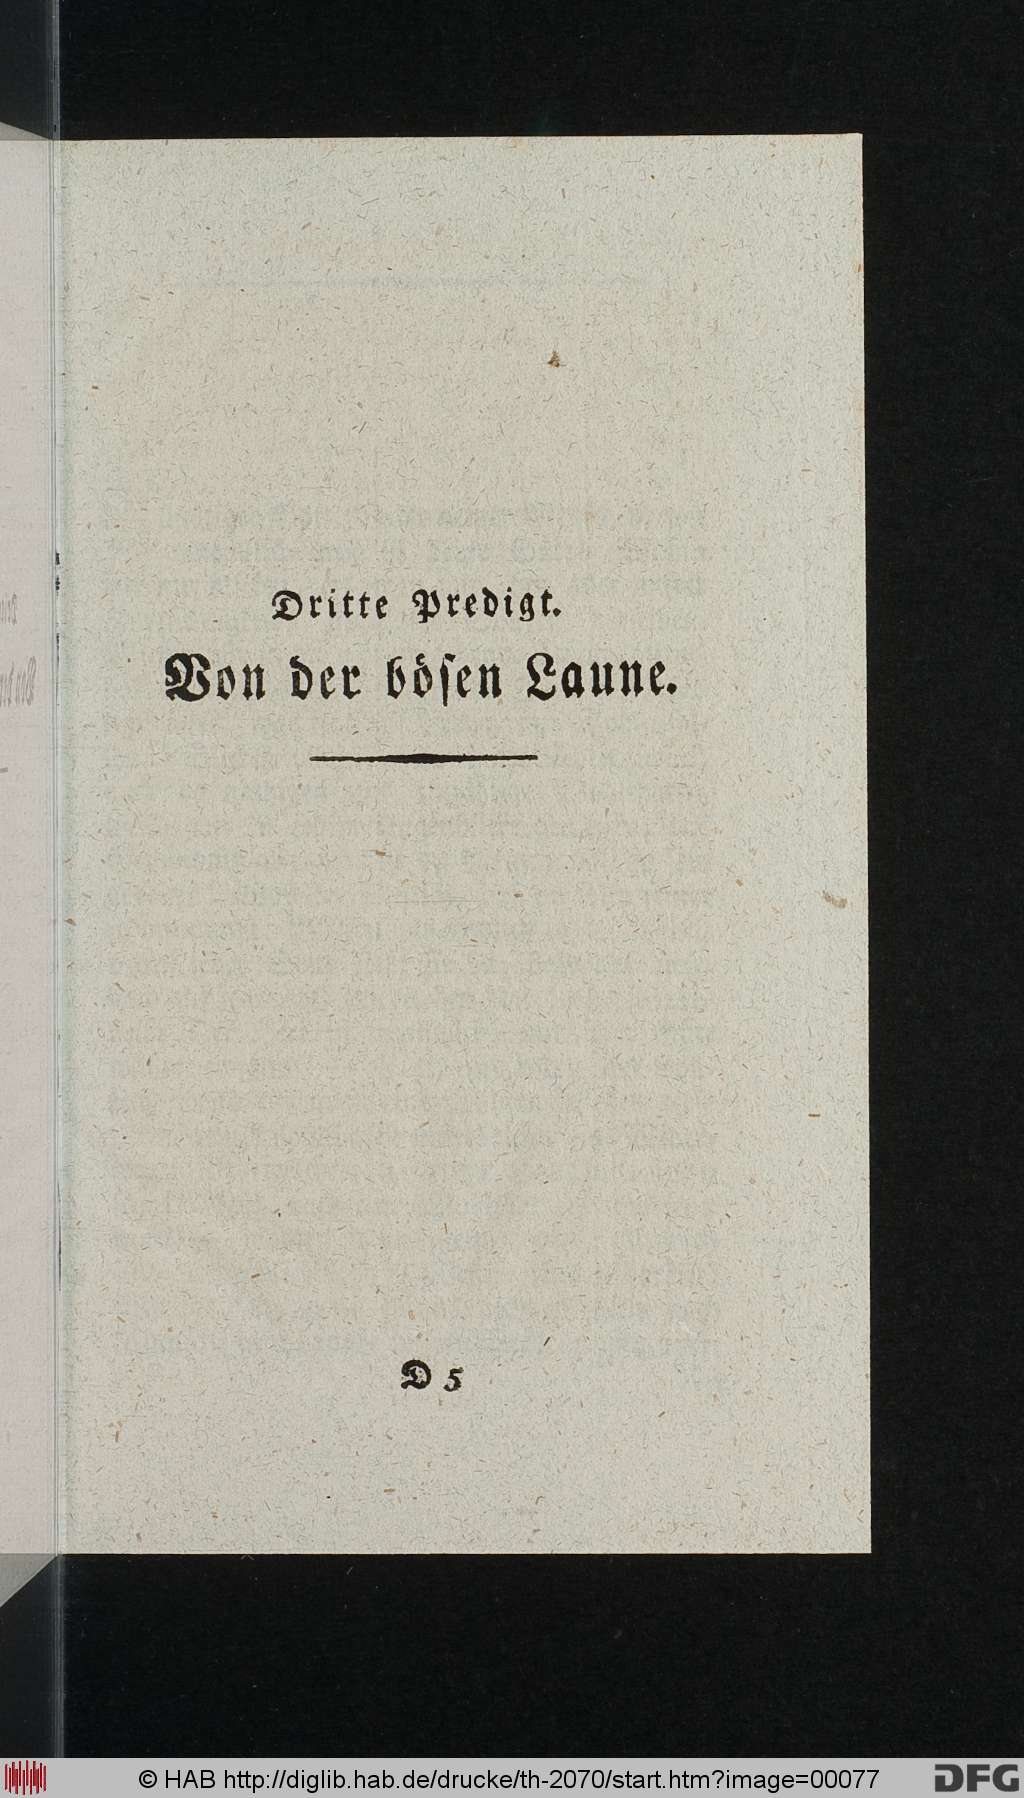 Dritte Predigt.
Von der böſen Laune.
D 5
© HAB http://diglib.hab.de/drucke/th-2070/start.htm?image=00077
DFG